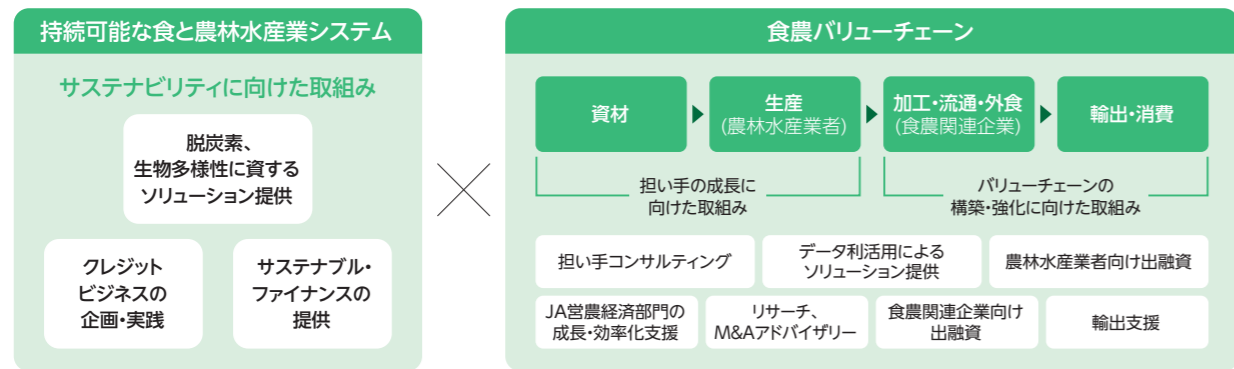 持続可能な食と農林水産業システム
サステナビリティに向けた取組み
脱炭素、
生物多様性に資する
ソリューション提供
クレジット
ビジネスの
企画・実践
サステナブル・
ファイナンスの
提供
食農バリューチェーン
資材
生産
(農林水産業者)
加工・流通・外食
(食農関連企業)
輸出・消費
担い手の成長に
向けた取組み
バリューチェーンの
構築・強化に向けた取組み
担い手コンサルティング
データ利活用による
ソリューション提供
農林水産業者向け出融資
JA営農経済部門の
成長・効率化支援
リサーチ、
M&Aアドバイザリー
食農関連企業向け
出融資
輸出支援